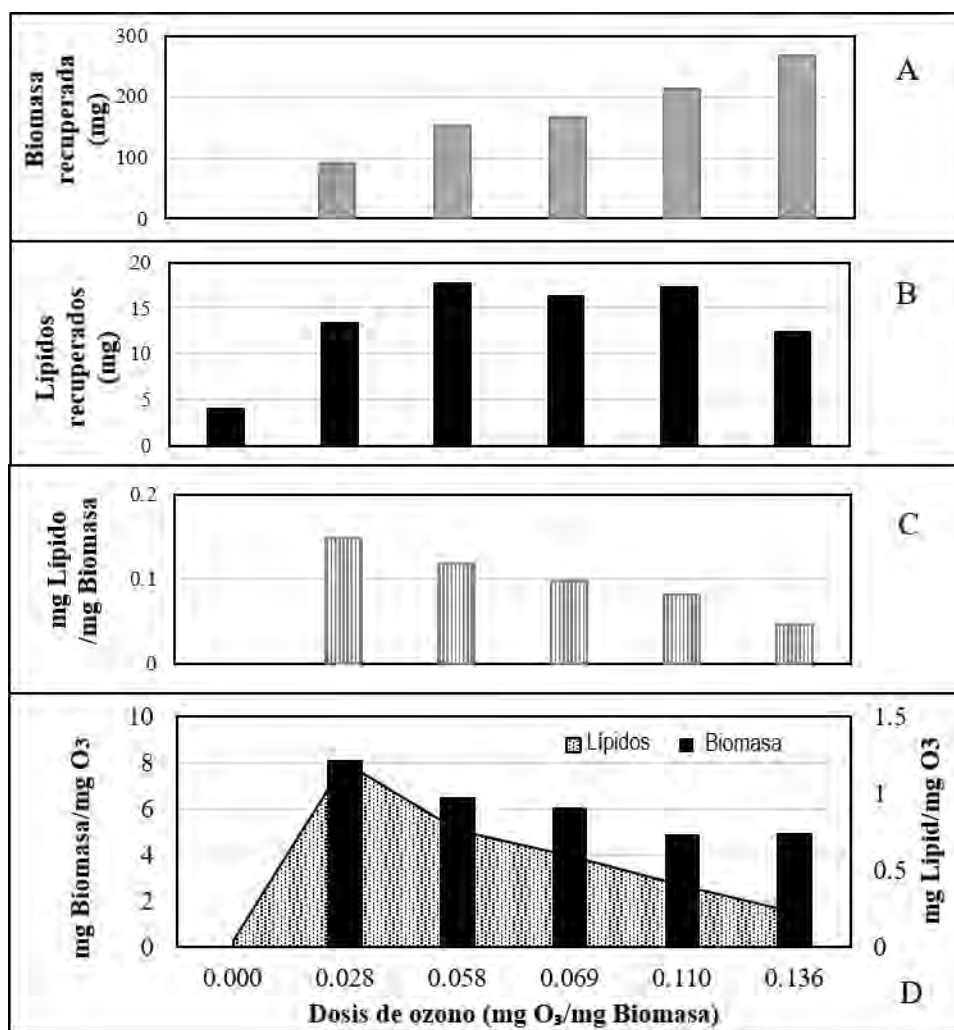 300
200
100
0
Biomasa
recuperada
(mg)
A
20
15
10
5
0
Lípidos
recuperados
(mg)
B
0.2
0.1
0
mg Lípido
/mg Biomasa
C
10
8
6
4
2
0
mg Biomasa/mg O3
Lípidos Biomasa
1.5
1
0.5
0
mg Lipid/mg O3
0.000 0.028 0.058 0.069 0.110 0.136
Dosis de ozono (mg O₃/mg Biomasa)
D